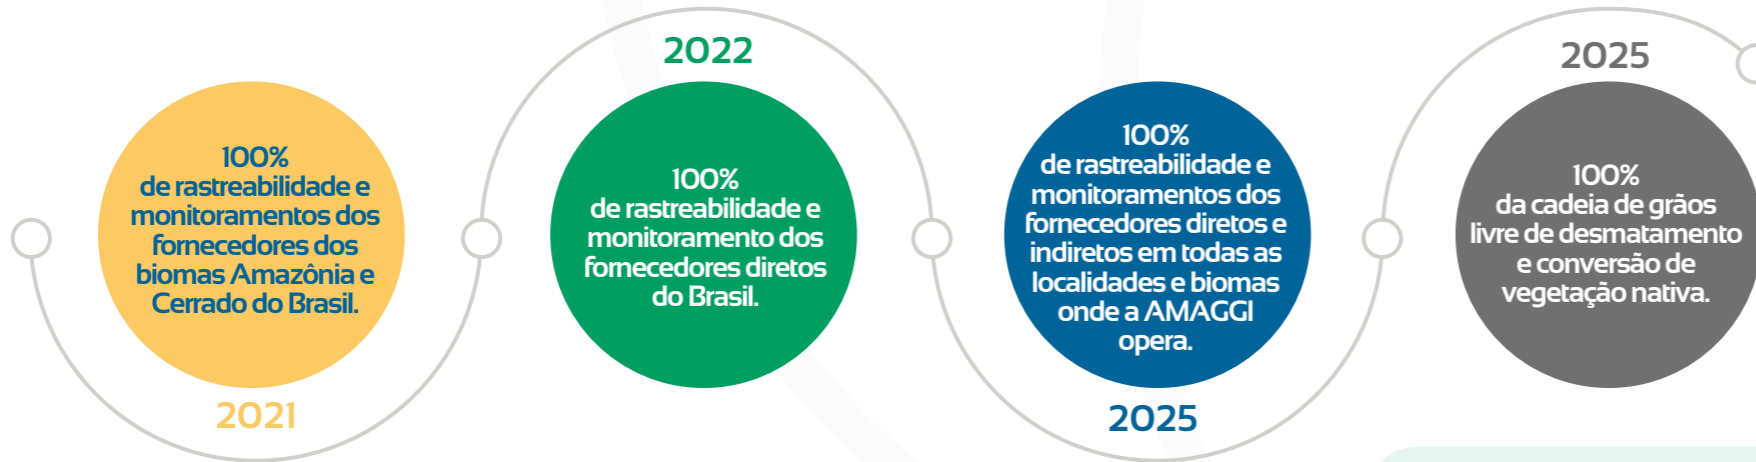 100%
de rastreabilidade e
monitoramentos dos
fornecedores dos
biomas Amazônia e
Cerrado do Brasil.
2021
2022
100%
de rastreabilidade e
monitoramento dos
fornecedores diretos
do Brasil.
100%
de rastreabilidade e
monitoramentos dos
fornecedores diretos e
indiretos em todas as
localidades e biomas
onde a AMAGGI
opera.
2025
2025
100%
da cadeia de grãos
livre de desmatamento
e conversão de
vegetação nativa.